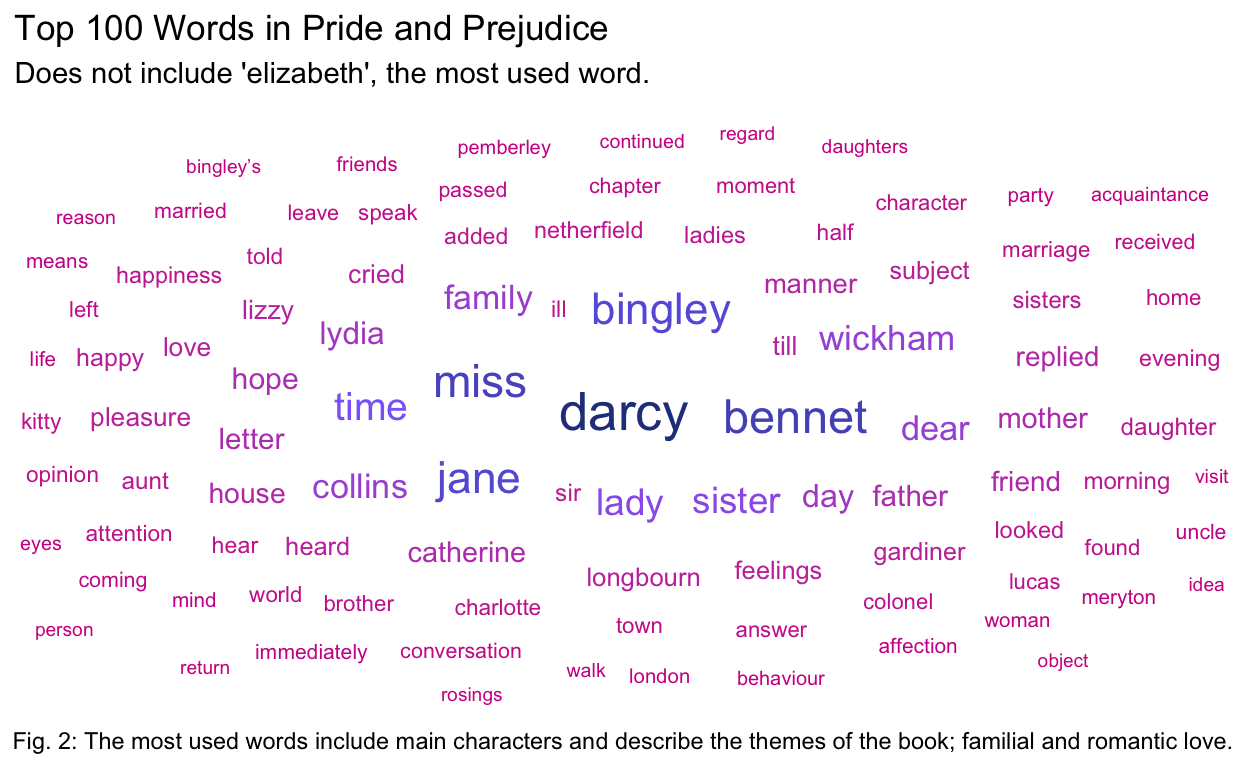 Top 100 Words in Pride and Prejudice
Does not include 'elizabeth', the most used word.
pemberley continued regard daughters
bingley’s friends
passed chapter moment
character party acquaintance
reason married leave speak
added netherfield ladies half
marriage received
means happiness told cried
manner subject
left lizzy lydia family ill bingley
sisters home
life happy love
till wickham replied evening
hope time miss
darcy bennet dear mother daughter
kitty pleasure letter
opinion aunt house collins jane
sir lady sister day father friend morning visit
eyes attention hear heard catherine
gardiner looked found uncle
coming mind world brother charlotte
longbourn feelings colonel lucas meryton idea
person return immediately conversation
town answer affection woman object
rosings walk london behaviour
Fig. 2: The most used words include main characters and describe the themes of the book; familial and romantic love.